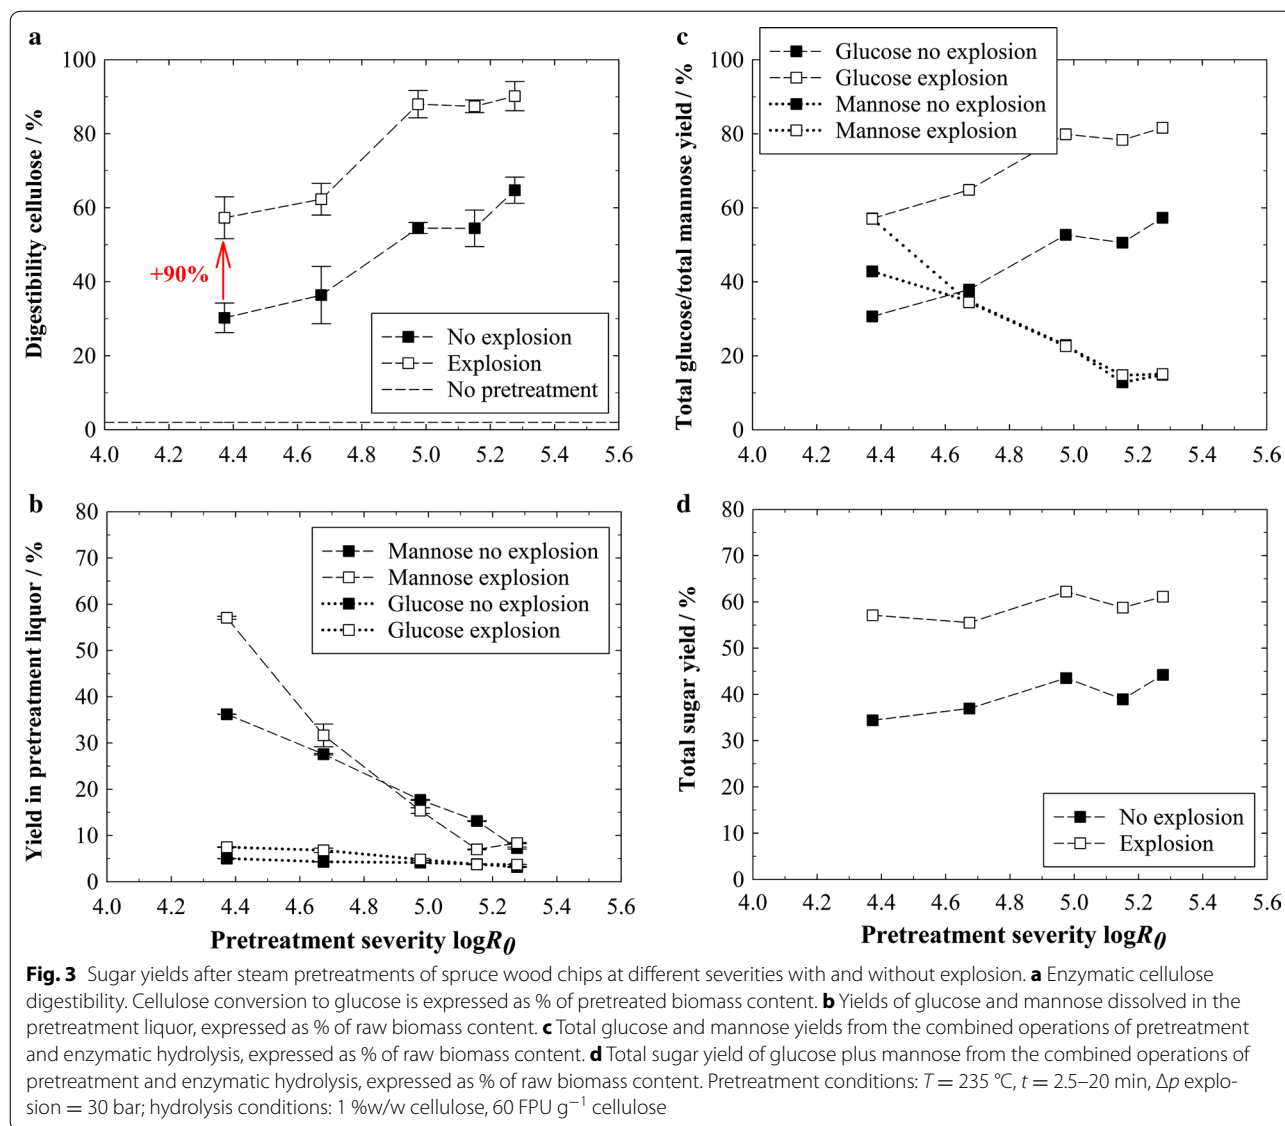 a
Digestibility cellulose / %
100
80
60
40
20
0
+90%
No explosion
Explosion
No pretreatment
4.0 4.2 4.4 4.6 4.8 5.0 5.2 5.4 5.6
c
Total glucose/total mannose yield / %
100
80
60
40
20
0
Glucose no explosion
Glucose explosion
Mannose no explosion
Mannose explosion
4.0 4.2 4.4 4.6 4.8 5.0 5.2 5.4 5.6
b
Yield in pretreatment liquor / %
80
70
60
50
40
30
20
10
0
Mannose no explosion
Mannose explosion
Glucose no explosion
Glucose explosion
4.0 4.2 4.4 4.6 4.8 5.0 5.2 5.4 5.6
Pretreatment severity logR0
d
Total sugar yield / %
80
70
60
50
40
30
20
10
0
No explosion
Explosion
4.0 4.2 4.4 4.6 4.8 5.0 5.2 5.4 5.6
Pretreatment severity logR0
Fig. 3 Sugar yields after steam pretreatments of spruce wood chips at different severities with and without explosion. a Enzymatic cellulose
digestibility. Cellulose conversion to glucose is expressed as % of pretreated biomass content. b Yields of glucose and mannose dissolved in the
pretreatment liquor, expressed as % of raw biomass content. c Total glucose and mannose yields from the combined operations of pretreatment
and enzymatic hydrolysis, expressed as % of raw biomass content. d Total sugar yield of glucose plus mannose from the combined operations of
pretreatment and enzymatic hydrolysis, expressed as % of raw biomass content. Pretreatment conditions: T = 235 °C, t = 2.5–20 min, Δp explo-
sion = 30 bar; hydrolysis conditions: 1 %w/w cellulose, 60 FPU g⁻¹ cellulose